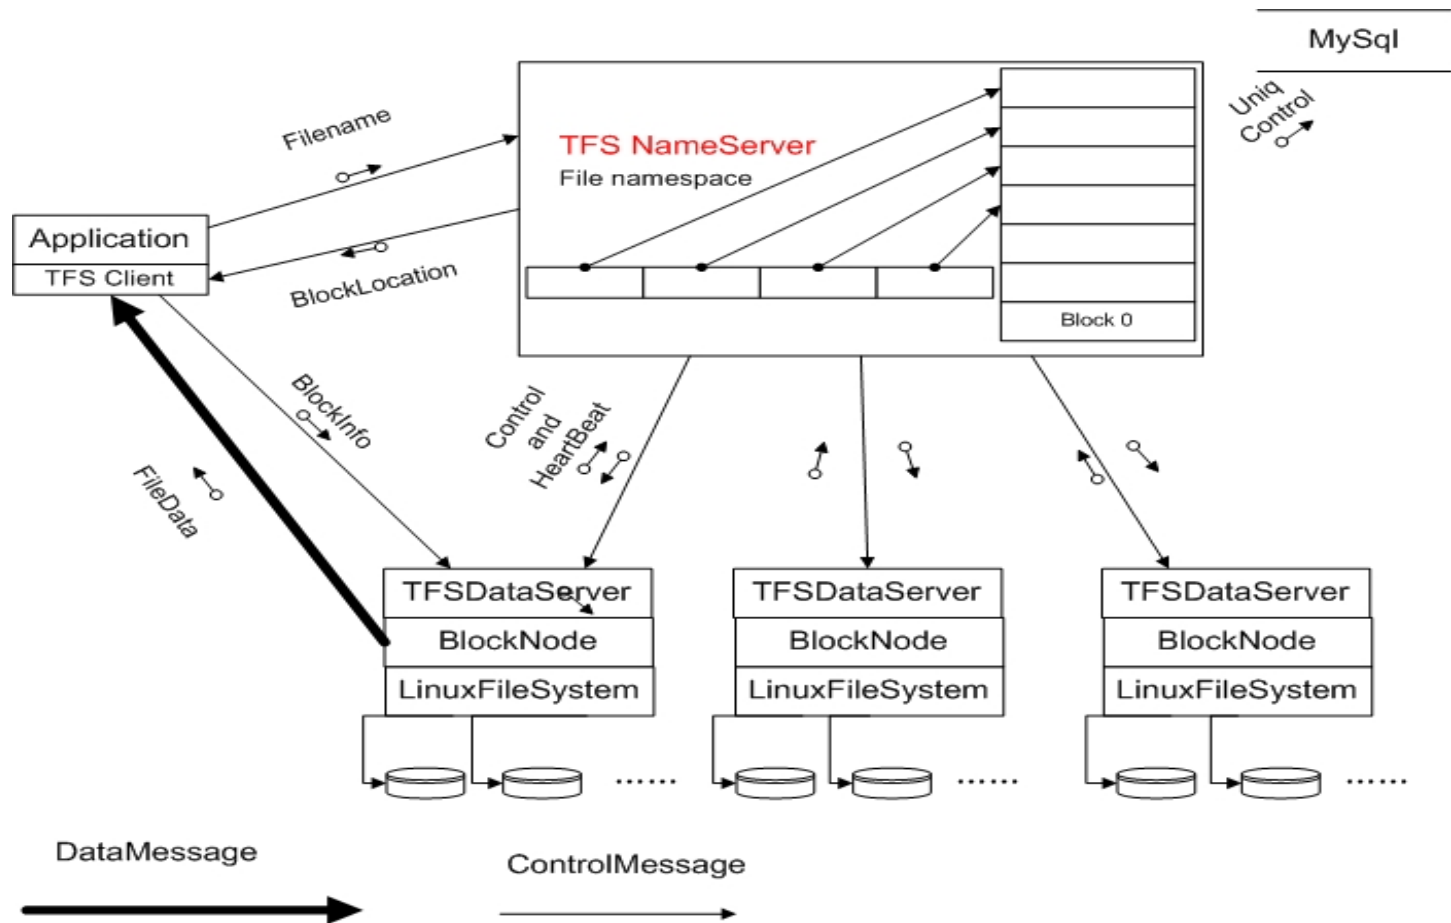 MySql
Uniq
Control
Filename
TFS NameServer
File namespace
Application
TFS Client
BlockLocation
Block 0
BlockInfo
FileData
Control
and
HeartBeat
TFSDataServer
BlockNode
LinuxFileSystem
......
TFSDataServer
BlockNode
LinuxFileSystem
......
TFSDataServer
BlockNode
LinuxFileSystem
......
DataMessage
ControlMessage